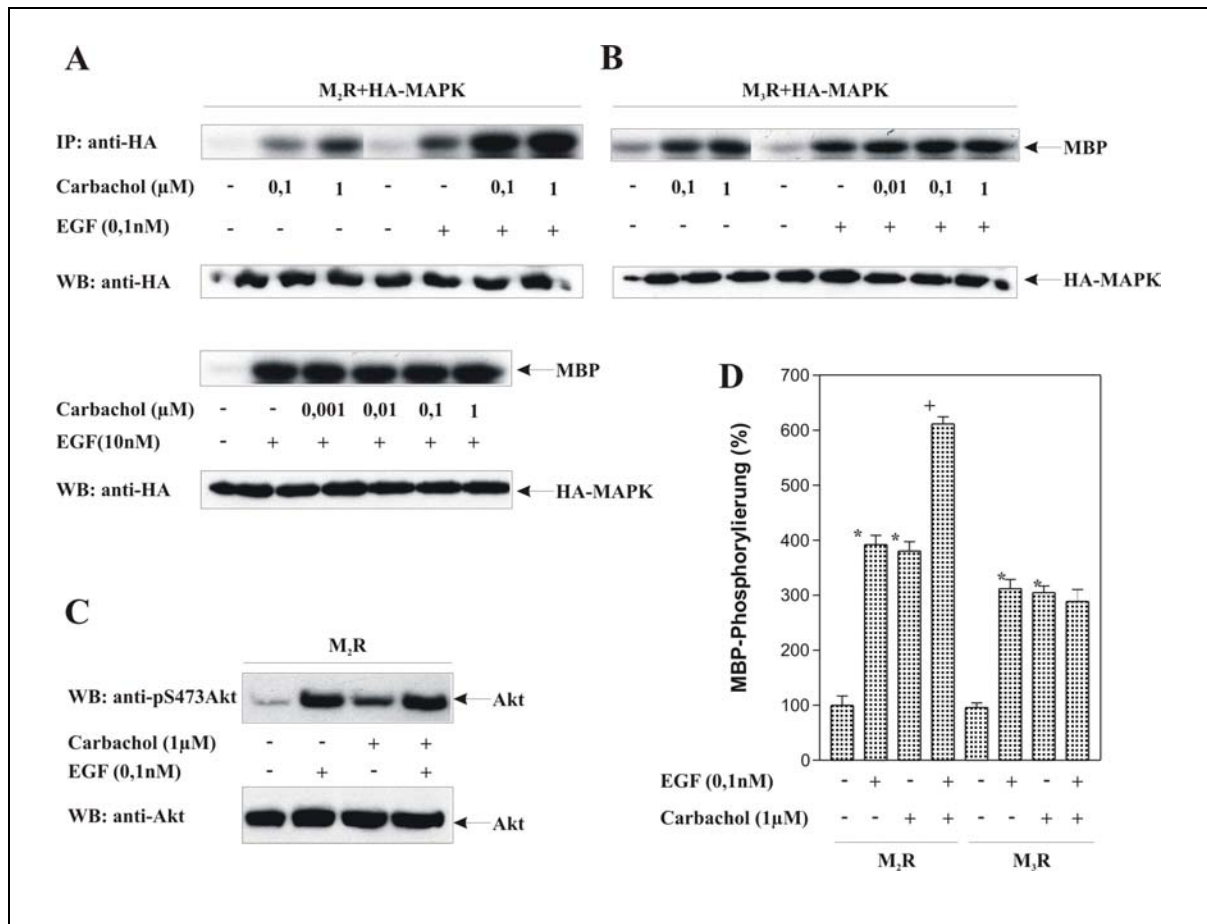 A
M₂R+HA-MAPK
IP: anti-HA
Carbachol (μM) - 0,1 1 - - 0,1 1
EGF (0,1nM) - - - - + + +
WB: anti-HA
B
M₃R+HA-MAPK
MBP
- 0,1 1 - - 0,01 0,1 1
- - - - + + + +
HA-MAPK
MBP
Carbachol (μM) - - 0,001 0,01 0,1 1
EGF(10nM) - + + + + +
WB: anti-HA
HA-MAPK
C
M₂R
WB: anti-pS473Akt
Akt
Carbachol (1μM) - - + +
EGF (0,1nM) - + - +
WB: anti-Akt
Akt
D
MBP-Phosphorylierung (%)
700
600
500
400
300
200
100
0
* * + * *
EGF (0,1nM) - + - + - + - +
Carbachol (1μM) - - + + - - + +
M₂R M₃R